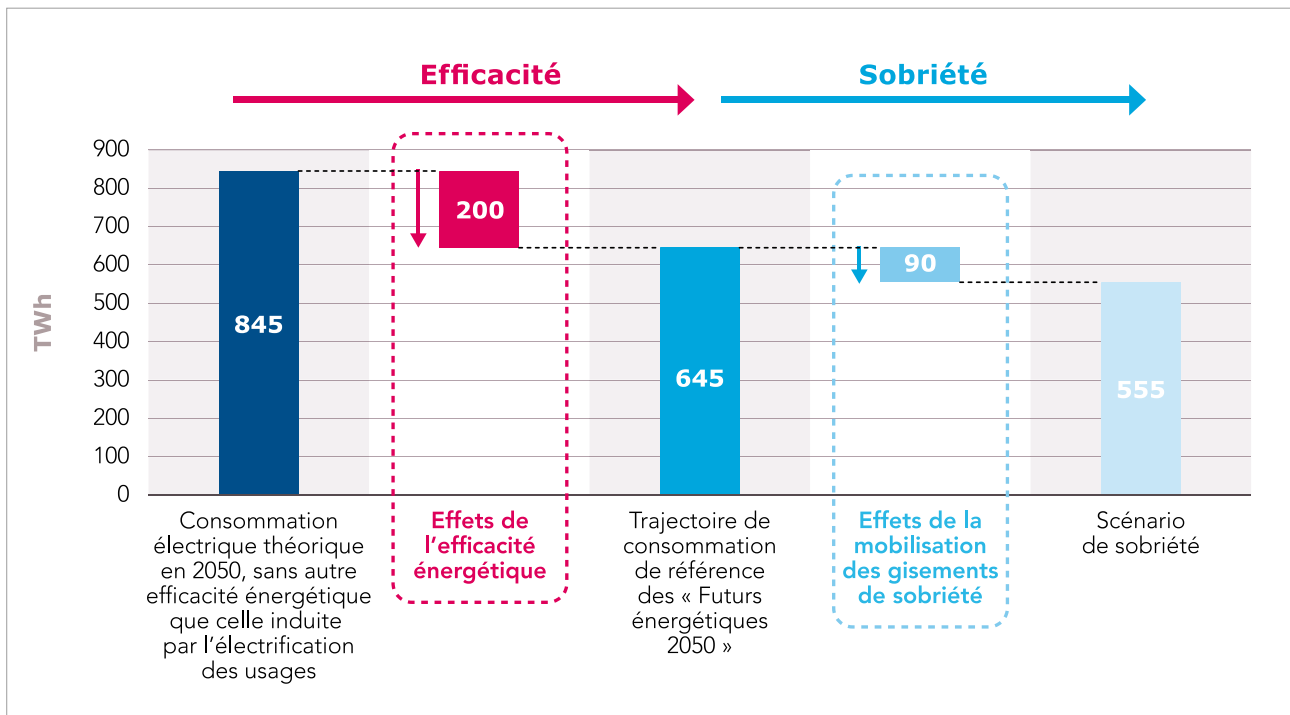 Efficacité
Sobriété
TWh
900
800
700
600
500
400
300
200
100
0
845
200
645
90
555
Consommation
électrique théorique
en 2050, sans autre
efficacité énergétique
que celle induite
par l’électrification
des usages
Effets de
l’efficacité
énergétique
Trajectoire de
consommation
de référence
des « Futurs
énergétiques
2050 »
Effets de la
mobilisation
des gisements
de sobriété
Scénario
de sobriété